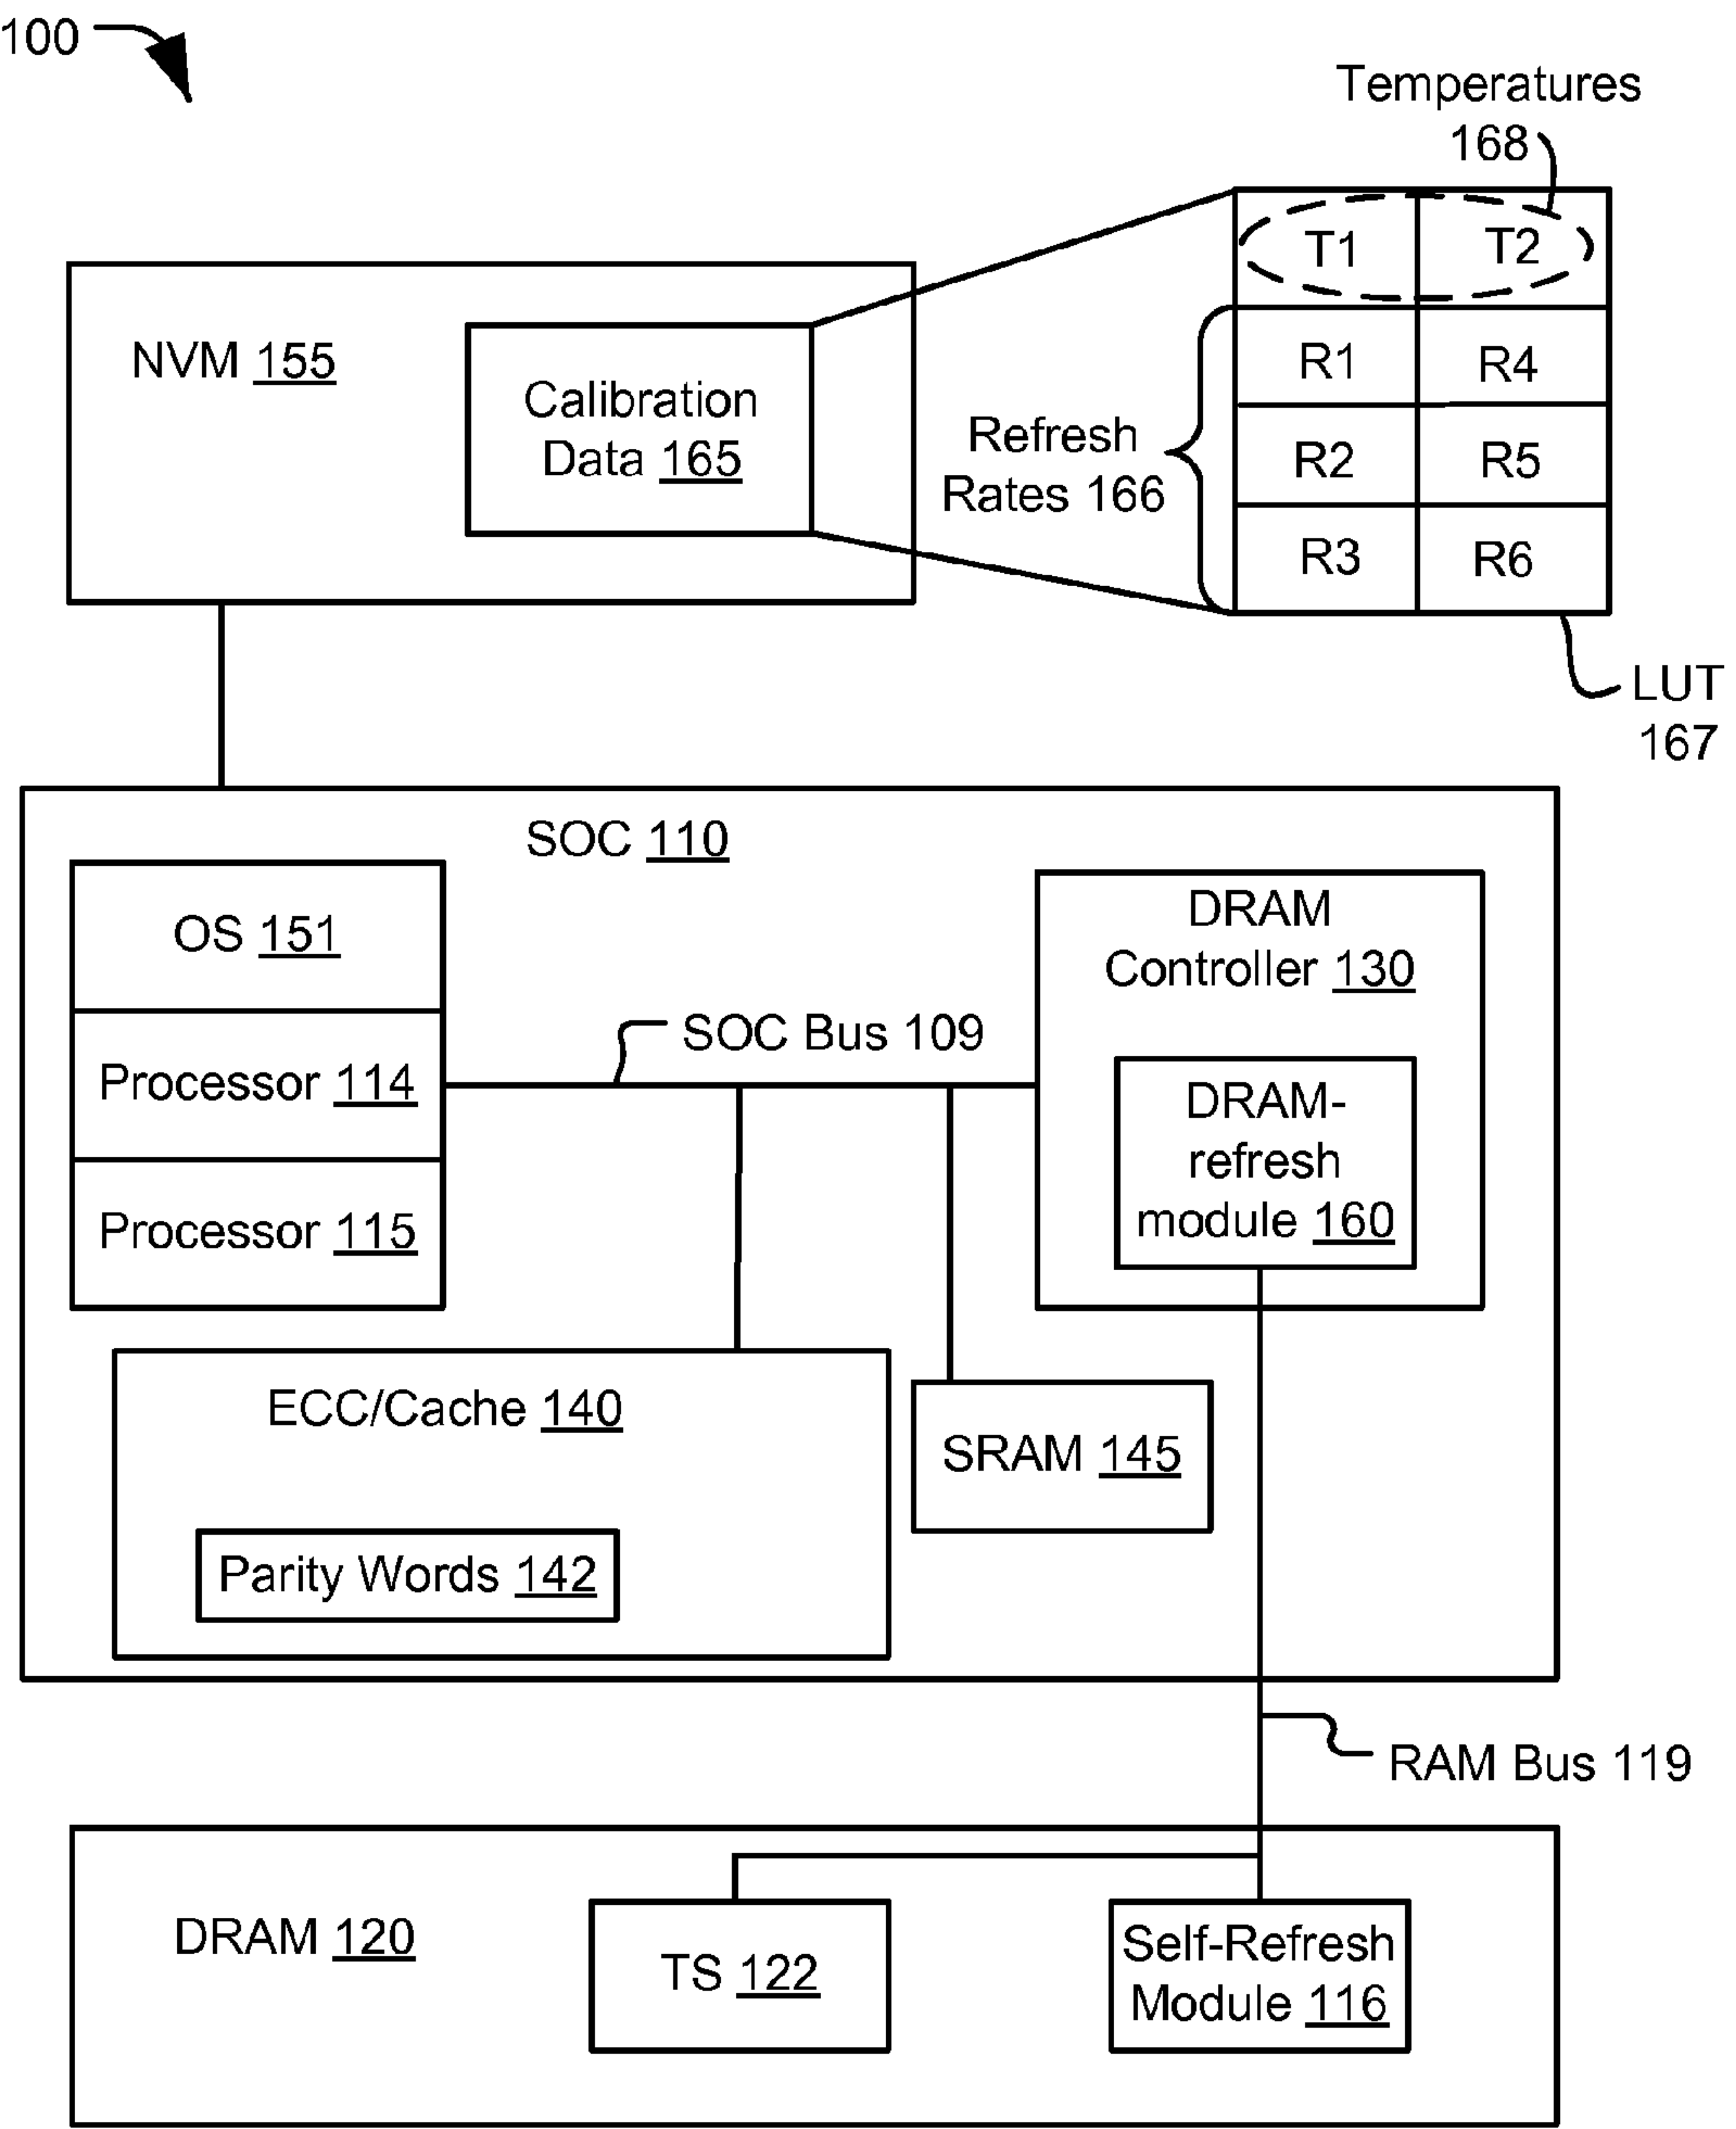 100
Temperatures
168
T1 T2
NVM 155
Calibration
Data 165
Refresh
Rates 166
R1 R4
R2 R5
R3 R6
LUT
167
SOC 110
OS 151
Processor 114
Processor 115
SOC Bus 109
DRAM
Controller 130
DRAM-
refresh
module 160
ECC/Cache 140
Parity Words 142
SRAM 145
RAM Bus 119
DRAM 120
TS 122
Self-Refresh
Module 116